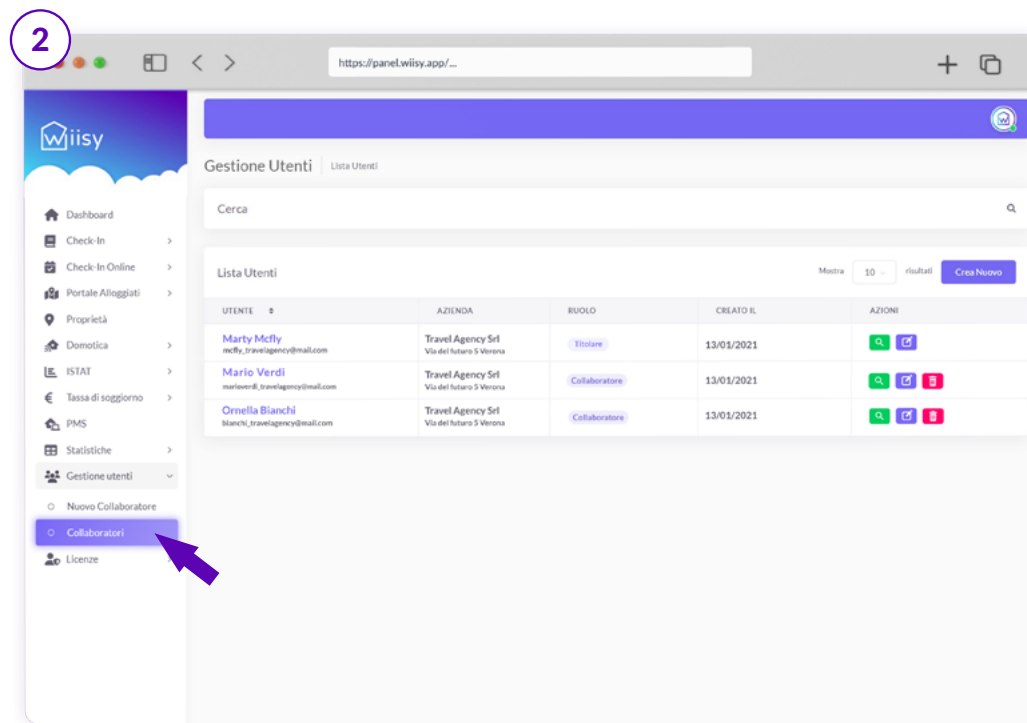 2
https://panel.wiisy.app/...
Wiisy
Gestione Utenti Lista Utenti
Cerca
Dashboard
Check-In
Check-In Online
Portale Alloggiati
Proprietà
Domotica
ISTAT
Tassa di soggiorno
PMS
Statistiche
Gestione utenti
Nuovo Collaboratore
Collaboratori
Licenze
Lista Utenti Mostra 10 risultati Crea Nuovo
UTENTE AZIENDA RUOLO CREATO IL AZIONI
Marty Mcfly Travel Agency Srl Titolare 13/01/2021
mcfly_travelagency@mail.com Via del futuro 5 Verona
Mario Verdi Travel Agency Srl Collaboratore 13/01/2021
marioverdi_travelagency@mail.com Via del futuro 5 Verona
Ornella Bianchi Travel Agency Srl Collaboratore 13/01/2021
bianchi_travelagency@mail.com Via del futuro 5 Verona